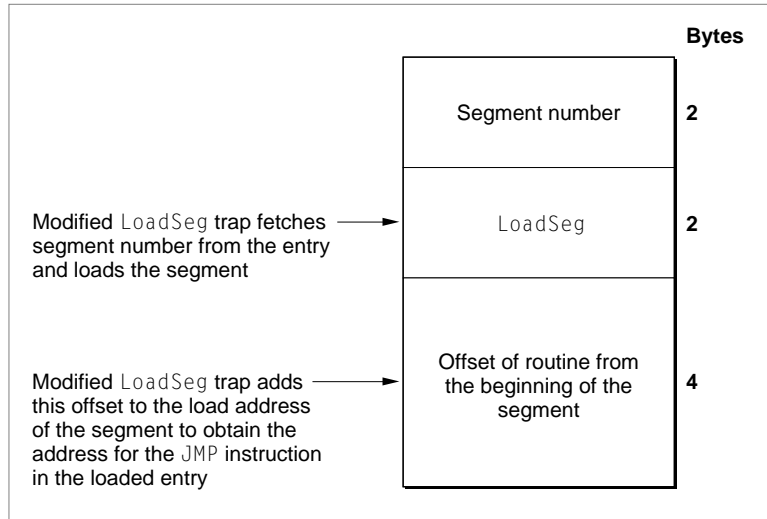 Bytes
Segment number
2
Modified LoadSeg trap fetches
segment number from the entry
and loads the segment
LoadSeg
2
Modified LoadSeg trap adds
this offset to the load address
of the segment to obtain the
address for the JMP instruction
in the loaded entry
Offset of routine from
the beginning of the
segment
4